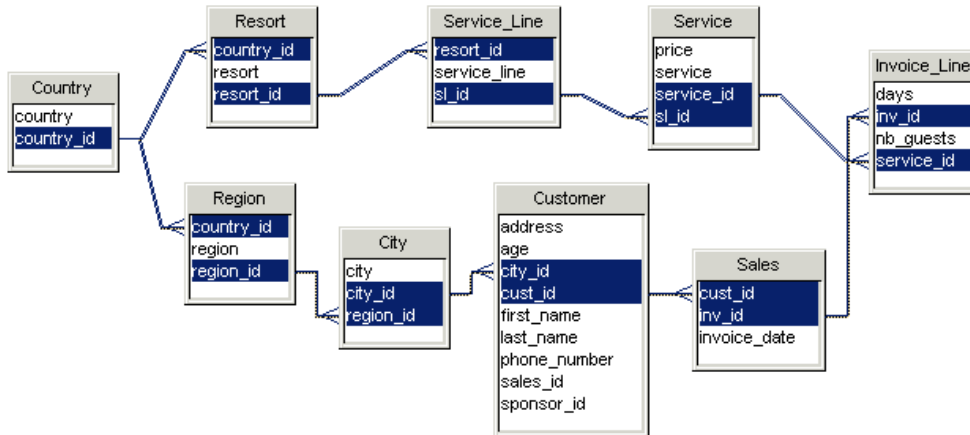 Country
country
country_id
Resort
country_id
resort
resort_id
Service_Line
resort_id
service_line
sl_id
Service
price
service
service_id
sl_id
Invoice_Line
days
inv_id
nb_guests
service_id
Region
country_id
region
region_id
City
city
city_id
region_id
Customer
address
age
city_id
cust_id
first_name
last_name
phone_number
sales_id
sponsor_id
Sales
cust_id
inv_id
invoice_date